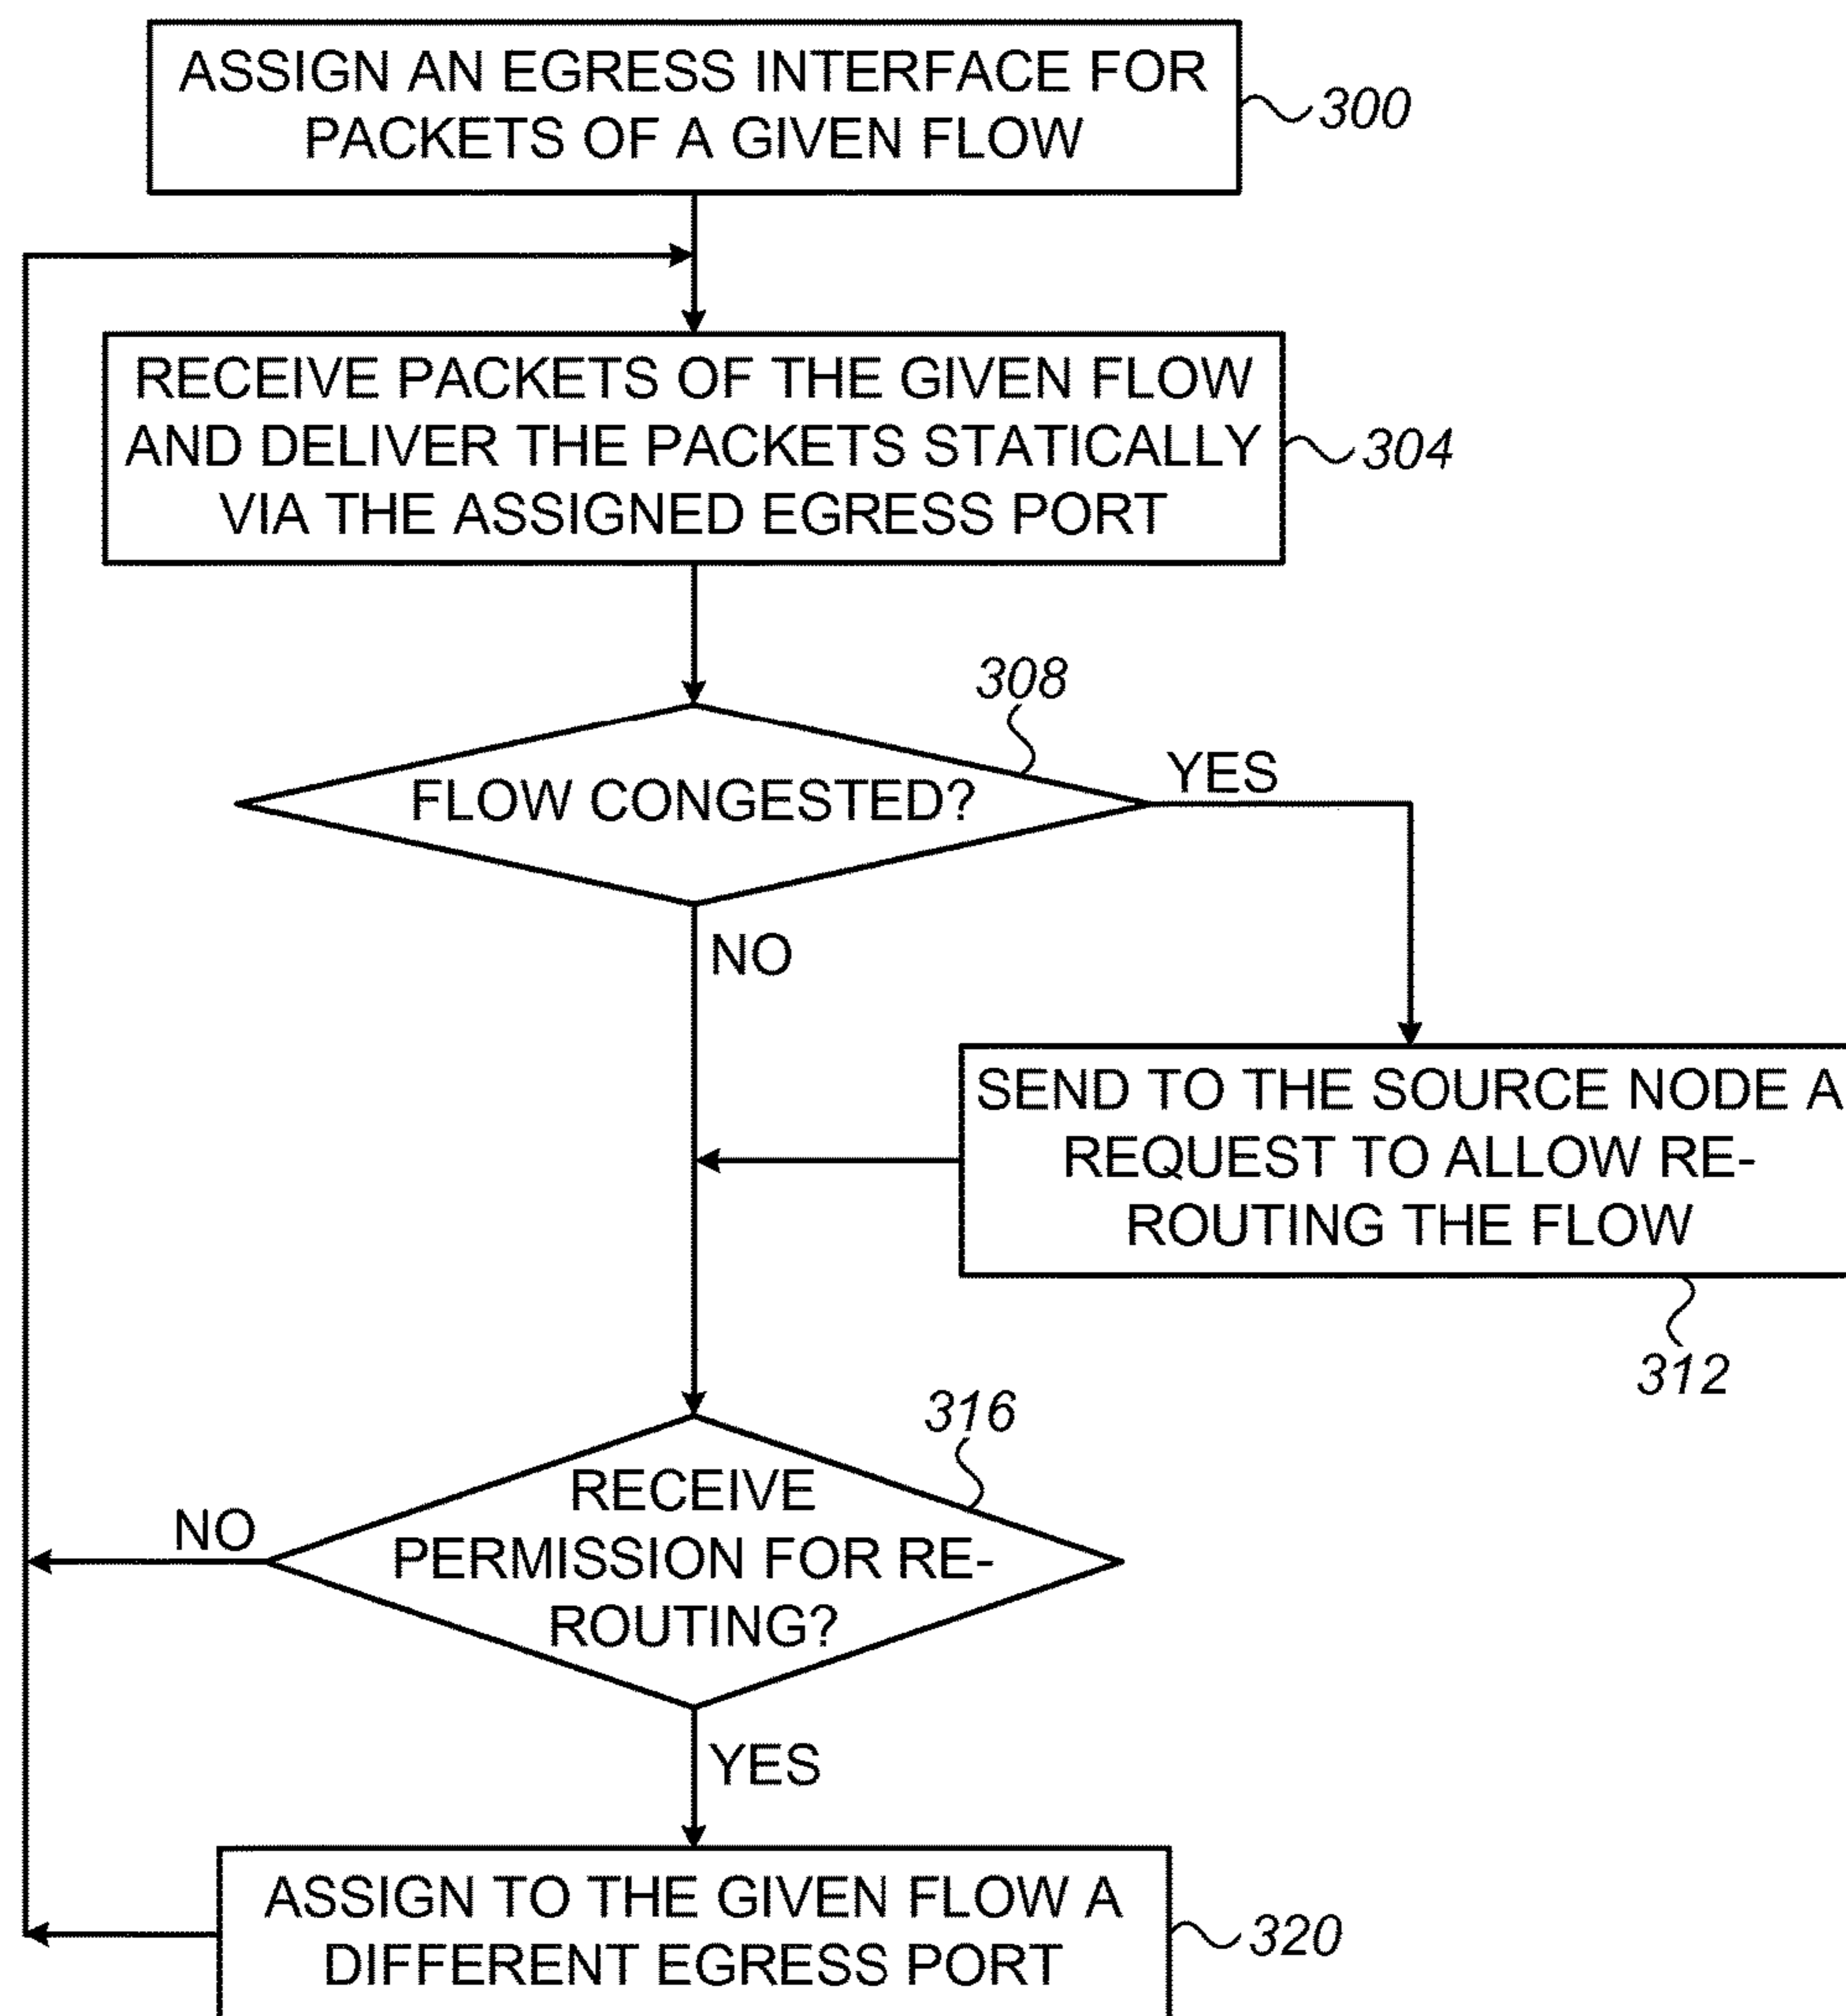 ASSIGN AN EGRESS INTERFACE FOR
PACKETS OF A GIVEN FLOW
300
RECEIVE PACKETS OF THE GIVEN FLOW
AND DELIVER THE PACKETS STATICALLY
VIA THE ASSIGNED EGRESS PORT
304
308
FLOW CONGESTED?
YES
NO
SEND TO THE SOURCE NODE A
REQUEST TO ALLOW RE-
ROUTING THE FLOW
312
316
RECEIVE
PERMISSION FOR RE-
ROUTING?
NO
YES
ASSIGN TO THE GIVEN FLOW A
DIFFERENT EGRESS PORT
320